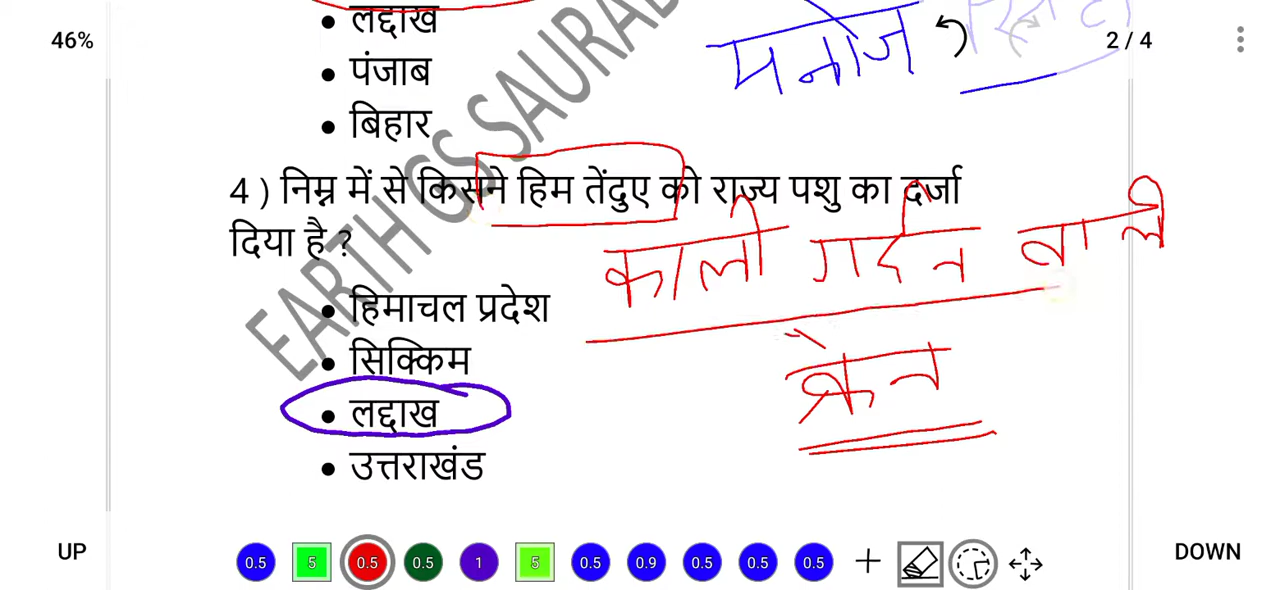 लद्दाख
46%
मनोज
2 / 4
पंजाब
बिहार
EARTH GS SAURAB
4 ) निम्न में से किसने हिम तेंदुए को राज्य पशु का दर्जा
दिया है ?
काली गर्दन वाली
हिमाचल प्रदेश
सिक्किम
क्रेन
लद्दाख
उत्तराखंड
UP
DOWN
0.5 5 0.5 0.5 1 5 0.5 0.9 0.5 0.5 0.5